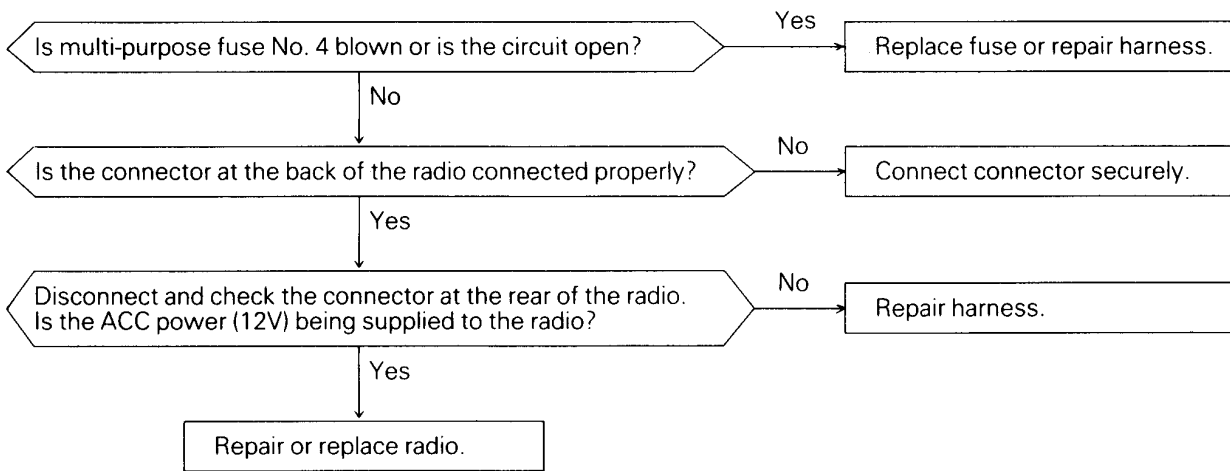 Is multi-purpose fuse No. 4 blown or is the circuit open?
Yes
Replace fuse or repair harness.
No
Is the connector at the back of the radio connected properly?
No
Connect connector securely.
Yes
Disconnect and check the connector at the rear of the radio.
Is the ACC power (12V) being supplied to the radio?
No
Repair harness.
Yes
Repair or replace radio.